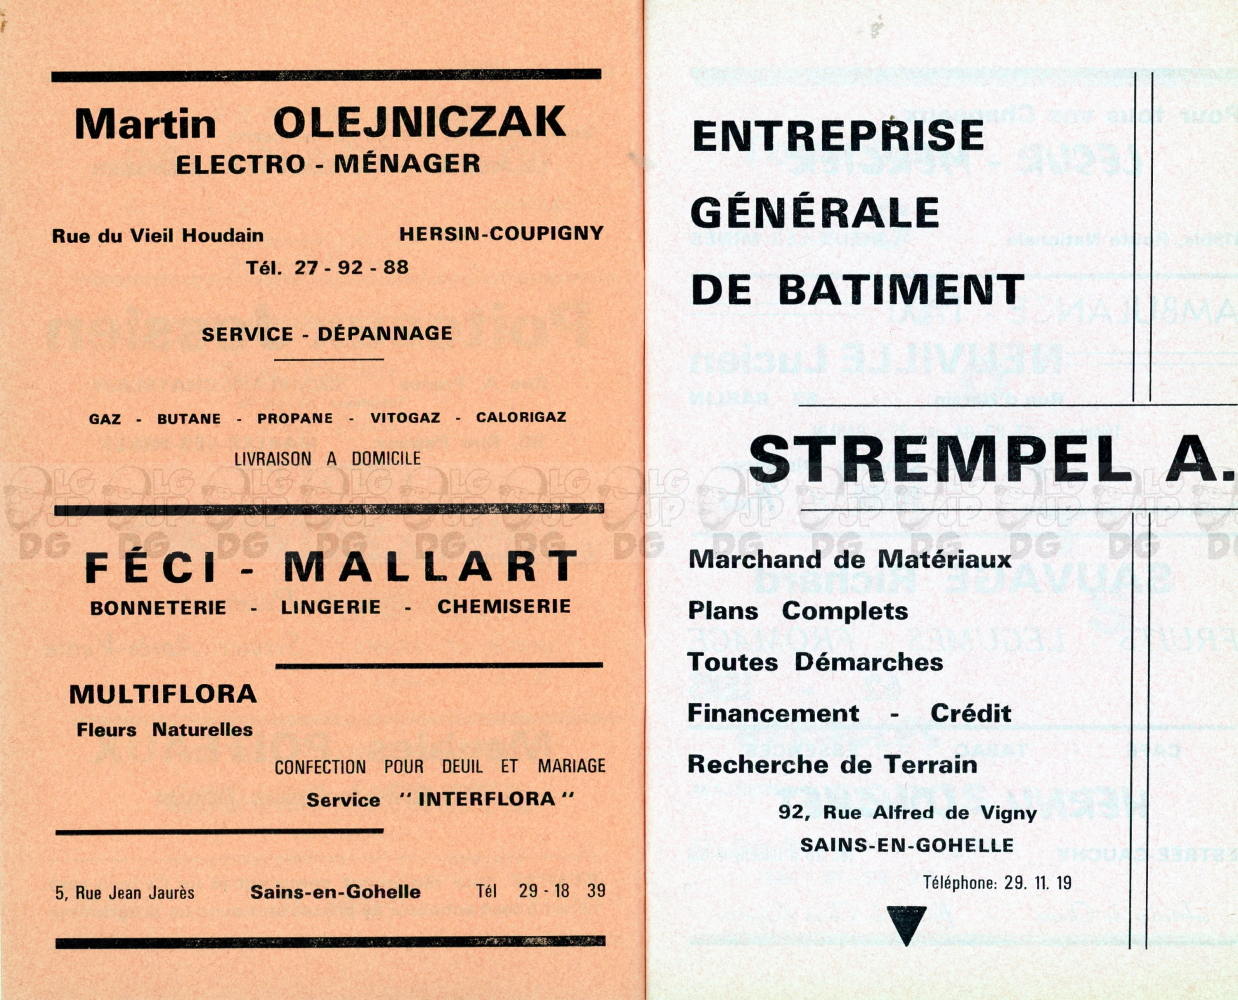 Martin OLEJNICZAK
ELECTRO - MÉNAGER
Rue du Vieil Houdain HERSIN-COUPIGNY
Tél. 27 - 92 - 88
SERVICE - DÉPANNAGE
GAZ - BUTANE - PROPANE - VITOGAZ - CALORIGAZ
LIVRAISON A DOMICILE
FÉCI - MALLART
BONNETERIE - LINGERIE - CHEMISERIE
MULTIFLORA
Fleurs Naturelles
CONFECTION POUR DEUIL ET MARIAGE
Service "INTERFLORA"
5, Rue Jean Jaurès Sains-en-Gohelle Tél 29 - 18 39
ENTREPRISE
GÉNÉRALE
DE BATIMENT
STREMPEL A.
Marchand de Matériaux
Plans Complets
Toutes Démarches
Financement - Crédit
Recherche de Terrain
92, Rue Alfred de Vigny
SAINS-EN-GOHELLE
Téléphone: 29. 11. 19